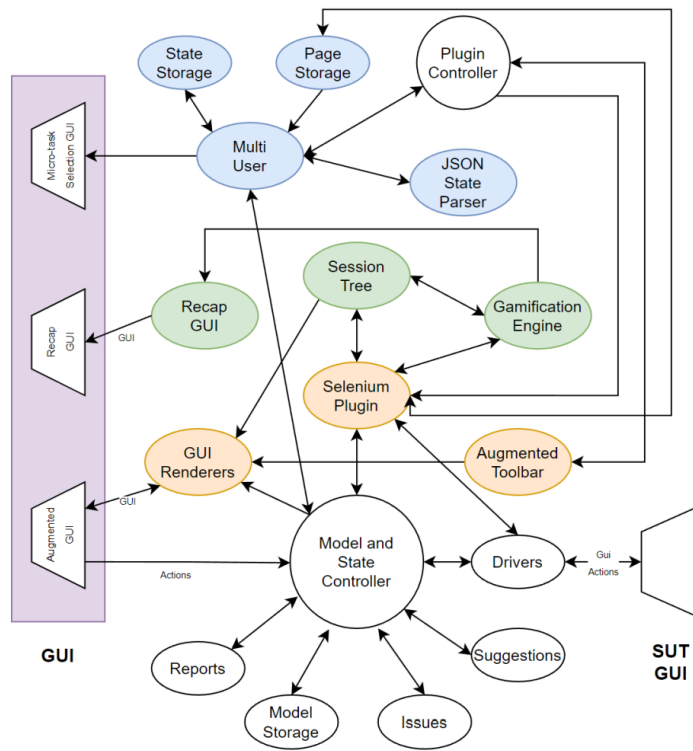 State
Storage
Page
Storage
Plugin
Controller
Micro-task
Selection GUI
Multi
User
JSON
State
Parser
Session
Tree
Recap
GUI
Gamification
Engine
Recap
GUI
GUI
Selenium
Plugin
GUI
Renderers
Augmented
Toolbar
Augmented
GUI
GUI
Model and
State
Controller
Drivers
Gui
Actions
Actions
GUI
SUT
GUI
Reports
Suggestions
Model
Storage
Issues